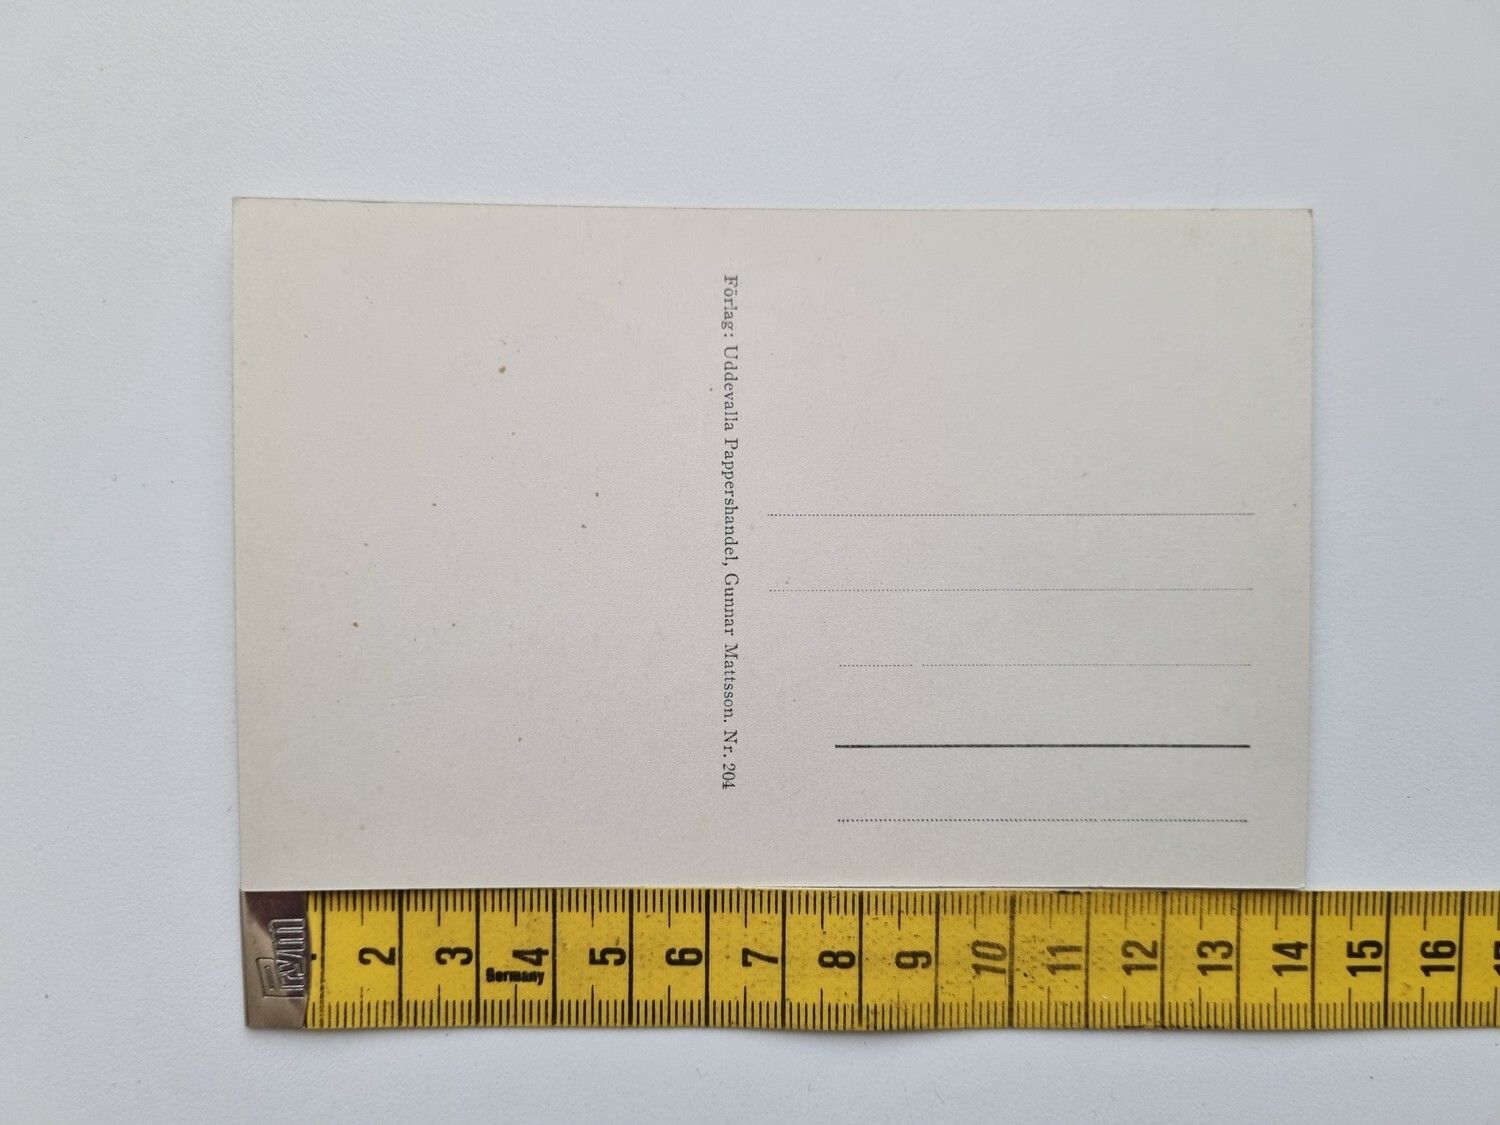 Förlag: Uddevalla Pappershandel, Gunnar Mattsson. Nr. 204
Prym
2 3 4 5 6 7 8 9 10 11 12 13 14 15 16
Germany